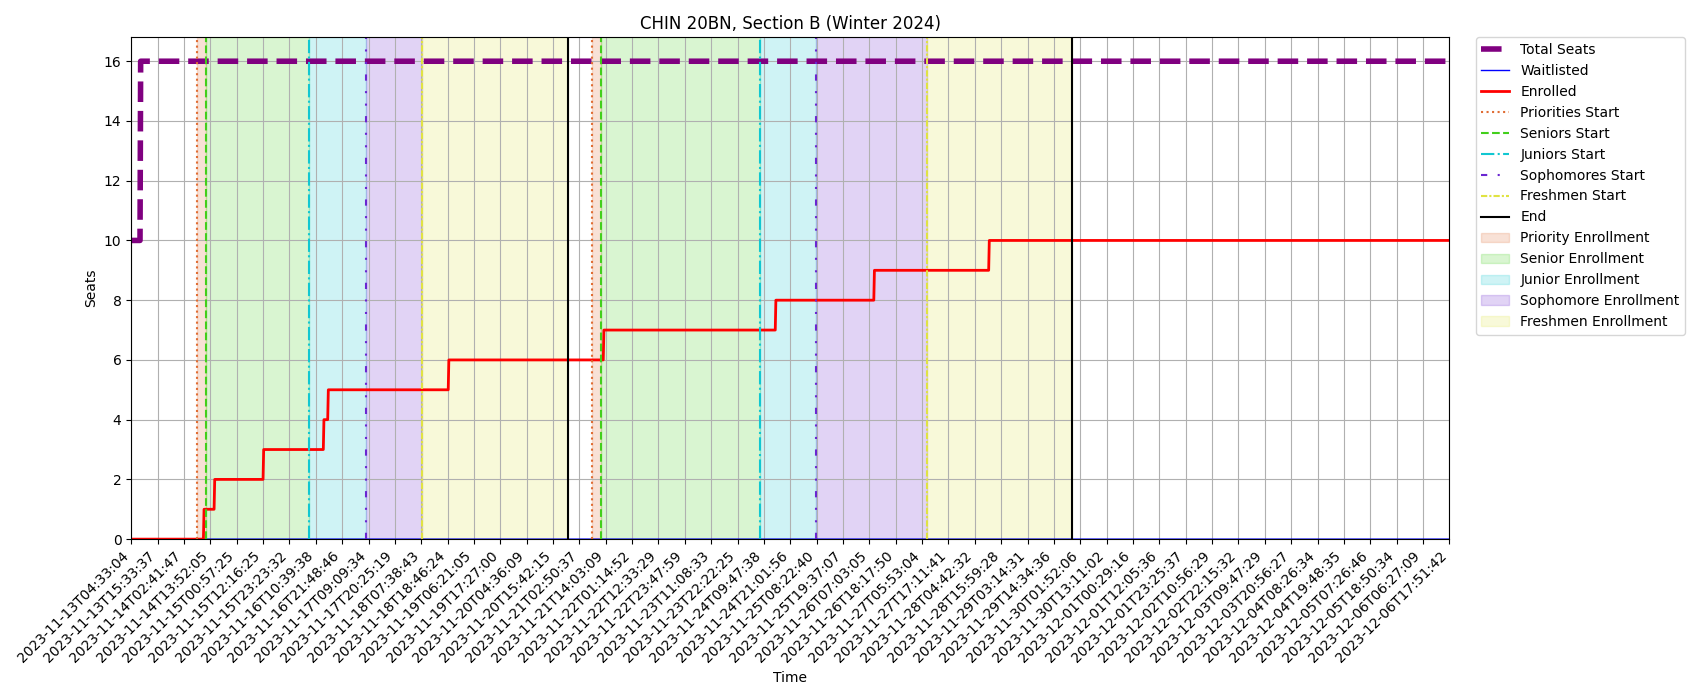 CHIN 20BN, Section B (Winter 2024)
Seats
16
14
12
10
8
6
4
2
0
2023-11-13T04:33:04
2023-11-13T15:33:37
2023-11-14T02:41:47
2023-11-14T13:52:05
2023-11-15T00:57:25
2023-11-15T12:16:25
2023-11-15T23:23:32
2023-11-16T10:39:38
2023-11-16T21:48:46
2023-11-17T09:09:34
2023-11-17T20:25:19
2023-11-18T07:38:43
2023-11-18T18:46:24
2023-11-19T06:21:05
2023-11-19T17:27:00
2023-11-20T04:36:09
2023-11-20T15:42:15
2023-11-21T02:50:37
2023-11-21T14:03:09
2023-11-22T01:14:52
2023-11-22T12:33:29
2023-11-22T23:47:59
2023-11-23T11:08:33
2023-11-23T22:22:25
2023-11-24T09:47:38
2023-11-24T21:01:56
2023-11-25T08:22:40
2023-11-25T19:37:07
2023-11-26T07:03:05
2023-11-26T18:17:50
2023-11-27T05:53:04
2023-11-27T17:11:41
2023-11-28T04:42:32
2023-11-28T15:59:28
2023-11-29T03:14:31
2023-11-29T14:34:36
2023-11-30T01:52:06
2023-11-30T13:11:02
2023-12-01T00:29:16
2023-12-01T12:05:36
2023-12-01T23:25:37
2023-12-02T10:56:29
2023-12-02T22:15:32
2023-12-03T09:47:29
2023-12-03T20:56:27
2023-12-04T08:26:34
2023-12-04T19:48:35
2023-12-05T07:26:46
2023-12-05T18:50:34
2023-12-06T06:27:09
2023-12-06T17:51:42
Time
Total Seats
Waitlisted
Enrolled
Priorities Start
Seniors Start
Juniors Start
Sophomores Start
Freshmen Start
End
Priority Enrollment
Senior Enrollment
Junior Enrollment
Sophomore Enrollment
Freshmen Enrollment